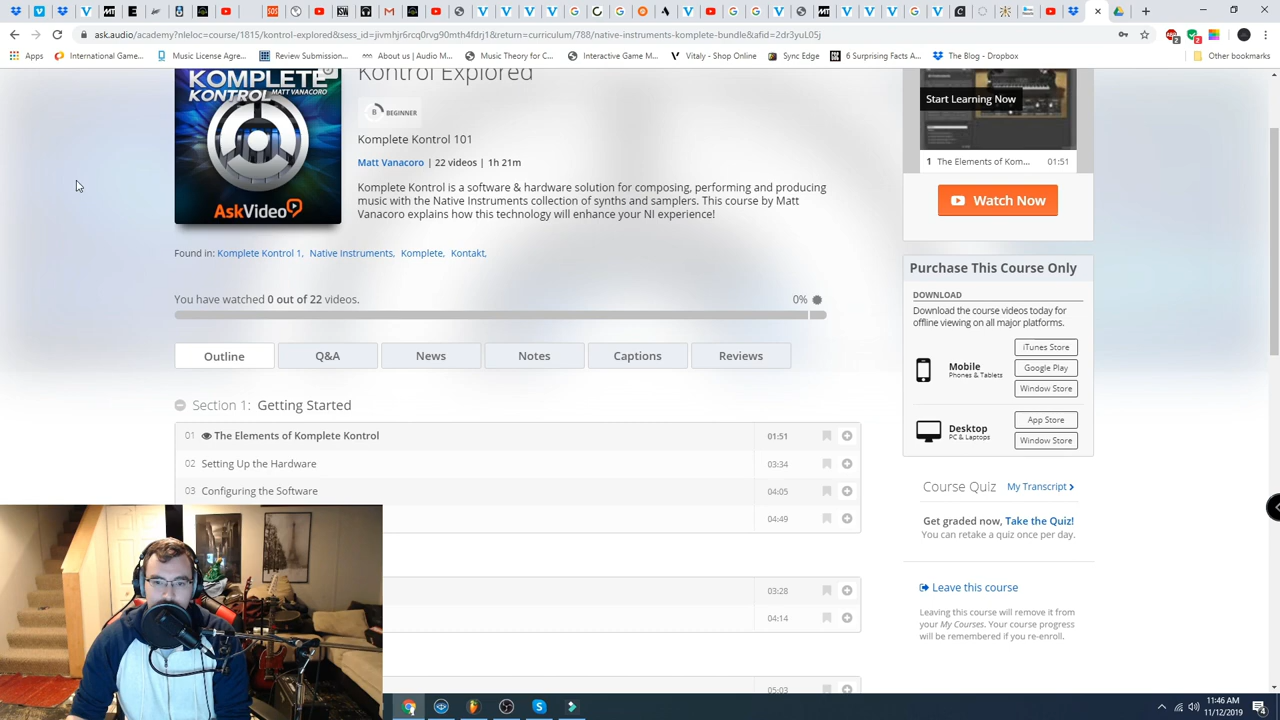 ask.audio/academy?nleloc=course/1815/kontrol-explored&sess_id=jivmhjr6rcq0rvg90mth4fdrj1&return=curriculum/788/native-instruments-komplete-bundle&afid=2dr3yuL05j
Apps
International Game...
Music License Agre...
Review Submission...
About us | Audio M...
Music Theory for C...
Interactive Game M...
Vitaly - Shop Online
Sync Edge
6 Surprising Facts A...
The Blog - Dropbox
Other bookmarks
KOMPLETE
MATT VANACORO
KONTROL
AskVideo
Kontrol Explored
B BEGINNER
Komplete Kontrol 101
Matt Vanacoro | 22 videos | 1h 21m
Komplete Kontrol is a software & hardware solution for composing, performing and producing
music with the Native Instruments collection of synths and samplers. This course by Matt
Vanacoro explains how this technology will enhance your NI experience!
Found in: Komplete Kontrol 1, Native Instruments, Komplete, Kontakt,
You have watched 0 out of 22 videos.
0%
Outline
Q&A
News
Notes
Captions
Reviews
Section 1: Getting Started
01 The Elements of Komplete Kontrol 01:51
02 Setting Up the Hardware 03:34
03 Configuring the Software 04:05
04:49
03:28
04:14
05:03
Start Learning Now
1 The Elements of Kom... 01:51
Watch Now
Purchase This Course Only
DOWNLOAD
Download the course videos today for
offline viewing on all major platforms.
Mobile
Phones & Tablets
iTunes Store
Google Play
Window Store
Desktop
PC & Laptops
App Store
Window Store
Course Quiz
My Transcript
Get graded now, Take the Quiz!
You can retake a quiz once per day.
Leave this course
Leaving this course will remove it from
your My Courses. Your course progress
will be remembered if you re-enroll.
11:46 AM
11/12/2019
4